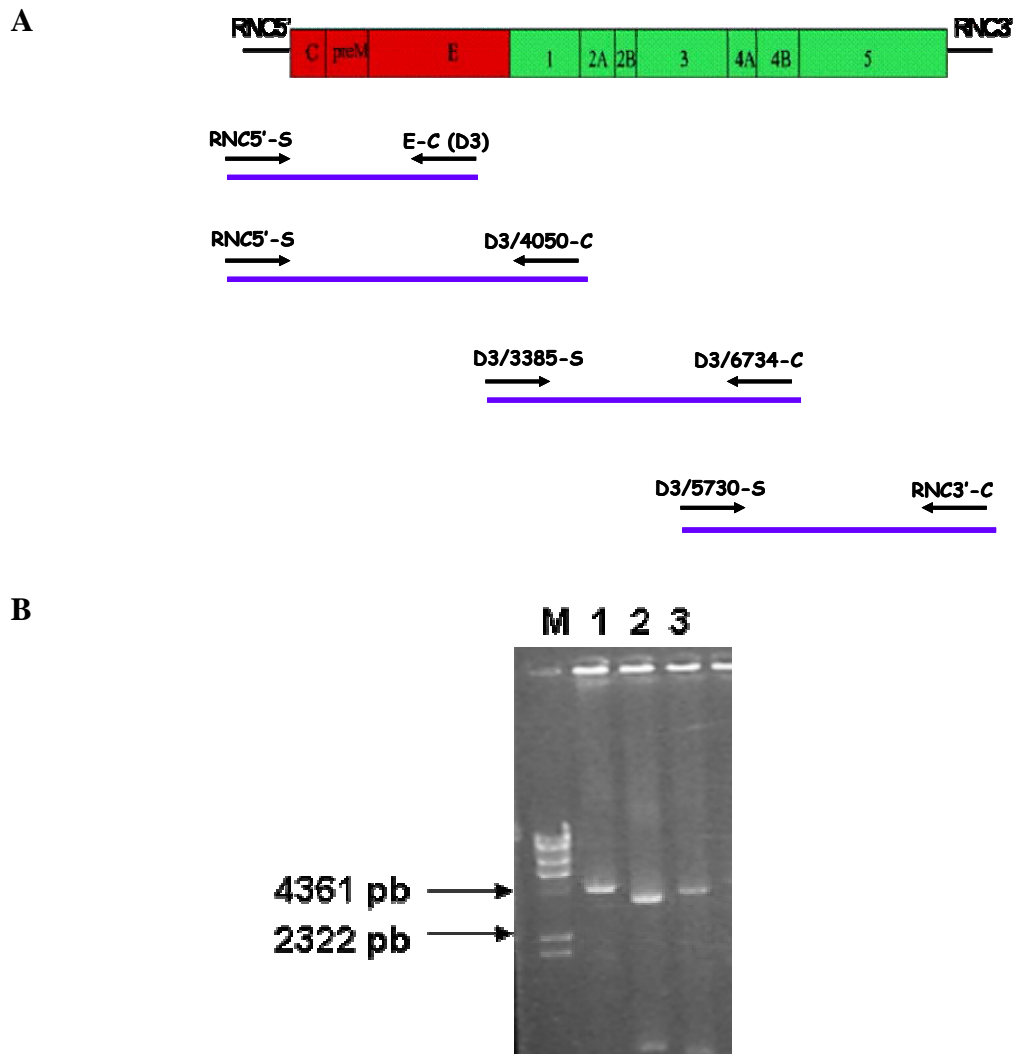 A
RNC5' RNC3'
C preM E 1 2A 2B 3 4A 4B 5
RNC5'-S E-C (D3)
RNC5'-S D3/4050-C
D3/3385-S D3/6734-C
D3/5730-S RNC3'-C
B
M 1 2 3
4361 pb
2322 pb